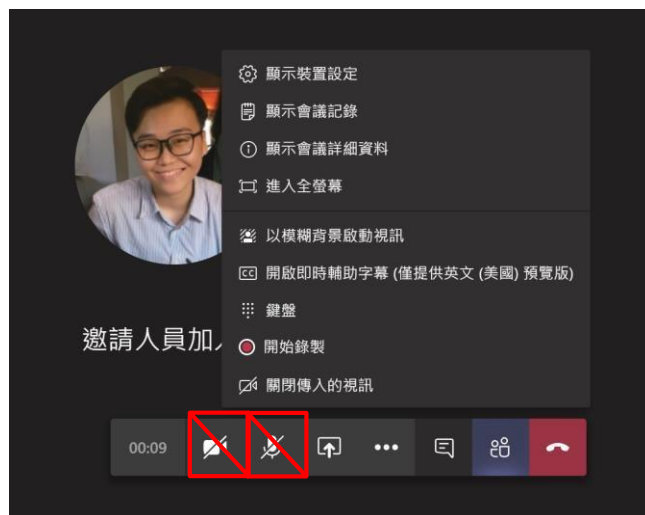 顯示裝置設定
顯示會議記錄
顯示會議詳細資料
進入全螢幕
以模糊背景啟動視訊
CC 開啟即時輔助字幕 (僅提供英文 (美國) 預覽版)
鍵盤
邀請人員加入
開始錄製
關閉傳入的視訊
00:09